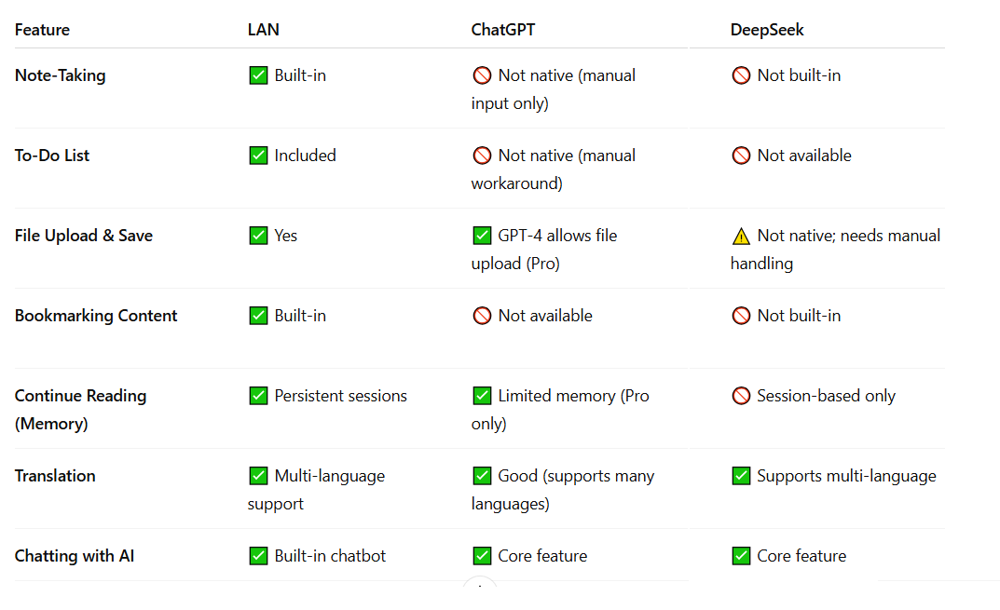 Feature LAN ChatGPT DeepSeek
Note-Taking ✅ Built-in 🚫 Not native (manual 🚫 Not built-in
input only)
To-Do List ✅ Included 🚫 Not native (manual 🚫 Not available
workaround)
File Upload & Save ✅ Yes ✅ GPT-4 allows file ⚠️ Not native; needs manual
upload (Pro) handling
Bookmarking Content ✅ Built-in 🚫 Not available 🚫 Not built-in
Continue Reading ✅ Persistent sessions ✅ Limited memory (Pro 🚫 Session-based only
(Memory) only)
Translation ✅ Multi-language ✅ Good (supports many ✅ Supports multi-language
support languages)
Chatting with AI ✅ Built-in chatbot ✅ Core feature ✅ Core feature